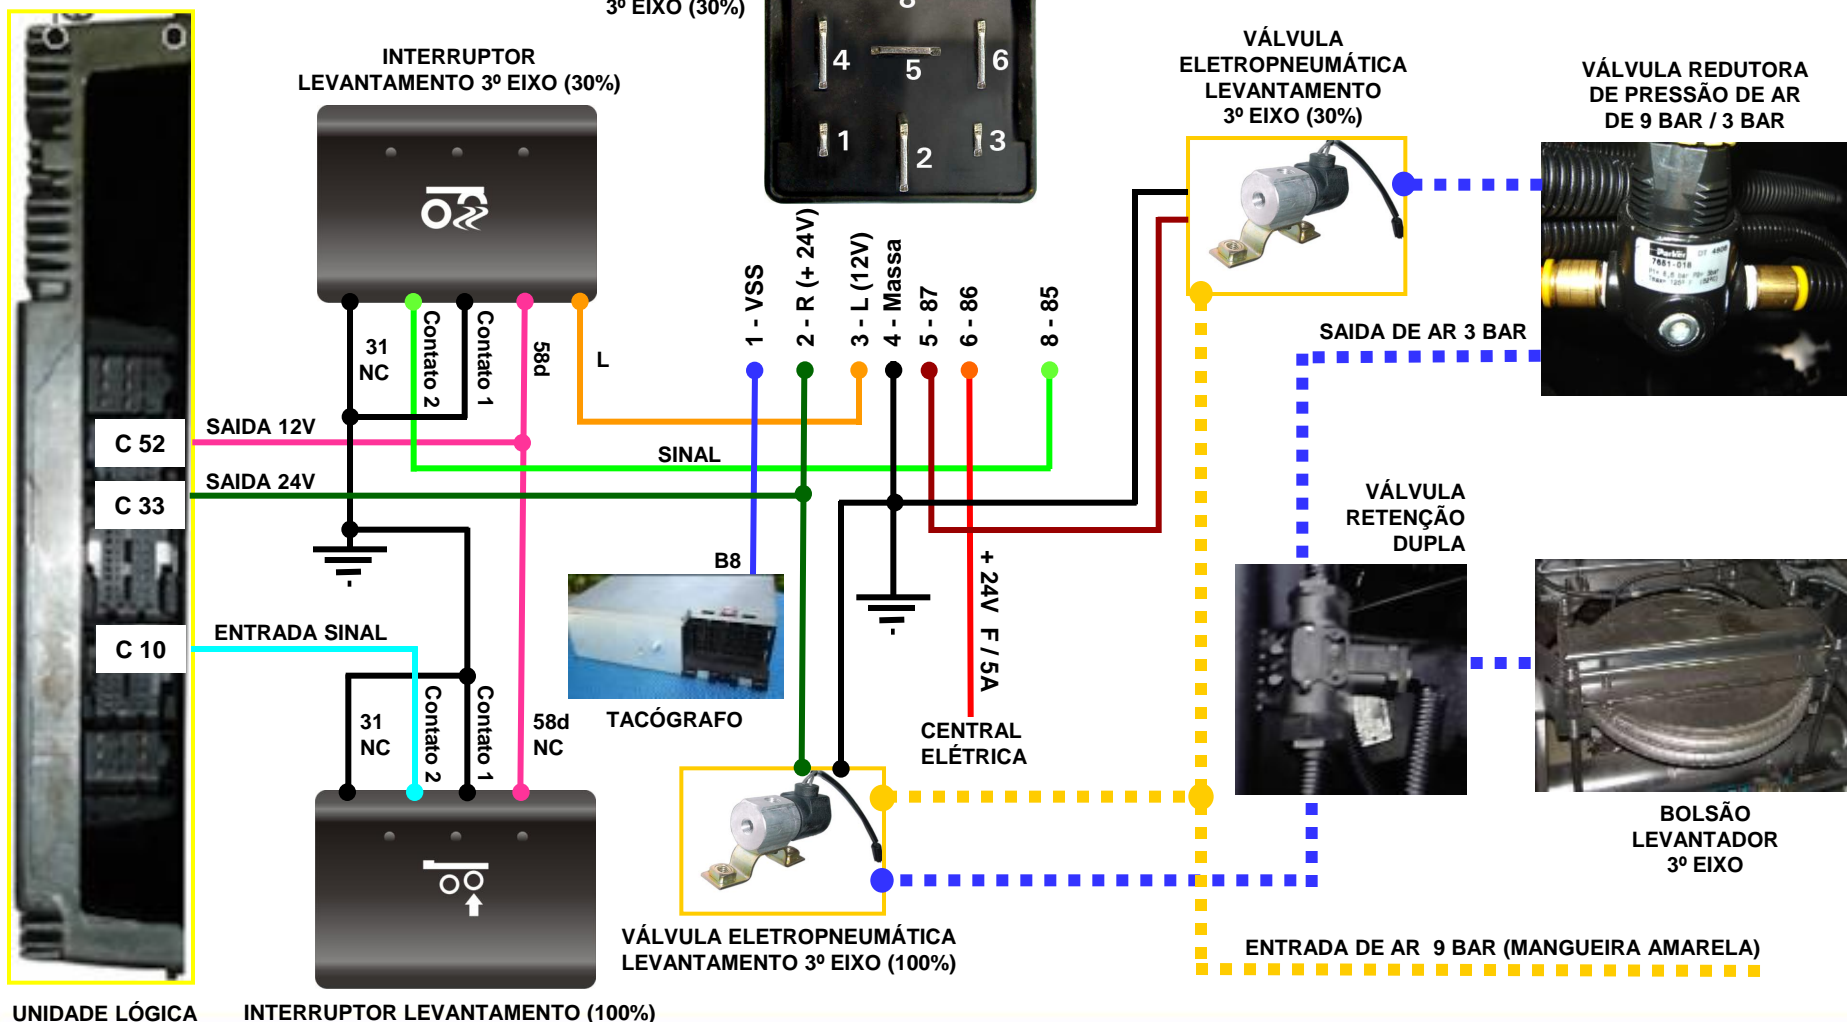 3º EIXO (30%)
8
4
5
6
1
2
3
INTERRUPTOR
LEVANTAMENTO 3º EIXO (30%)
VÁLVULA
ELETROPNEUMÁTICA
LEVANTAMENTO
3º EIXO (30%)
VÁLVULA REDUTORA
DE PRESSÃO DE AR
DE 9 BAR / 3 BAR
Parker
7651-018
31
NC
Contato 2
Contato 1
58d
L
1 - VSS
2 - R (+ 24V)
3 - L (12V)
4 - Massa
5 - 87
6 - 86
8 - 85
SAIDA DE AR 3 BAR
C 52
SAIDA 12V
SINAL
C 33
SAIDA 24V
VÁLVULA
RETENÇÃO
DUPLA
B8
+ 24V F / 5A
C 10
ENTRADA SINAL
TACÓGRAFO
CENTRAL
ELÉTRICA
31
NC
Contato 2
Contato 1
58d
NC
BOLSÃO
LEVANTADOR
3º EIXO
VÁLVULA ELETROPNEUMÁTICA
LEVANTAMENTO 3º EIXO (100%)
ENTRADA DE AR 9 BAR (MANGUEIRA AMARELA)
UNIDADE LÓGICA
INTERRUPTOR LEVANTAMENTO (100%)